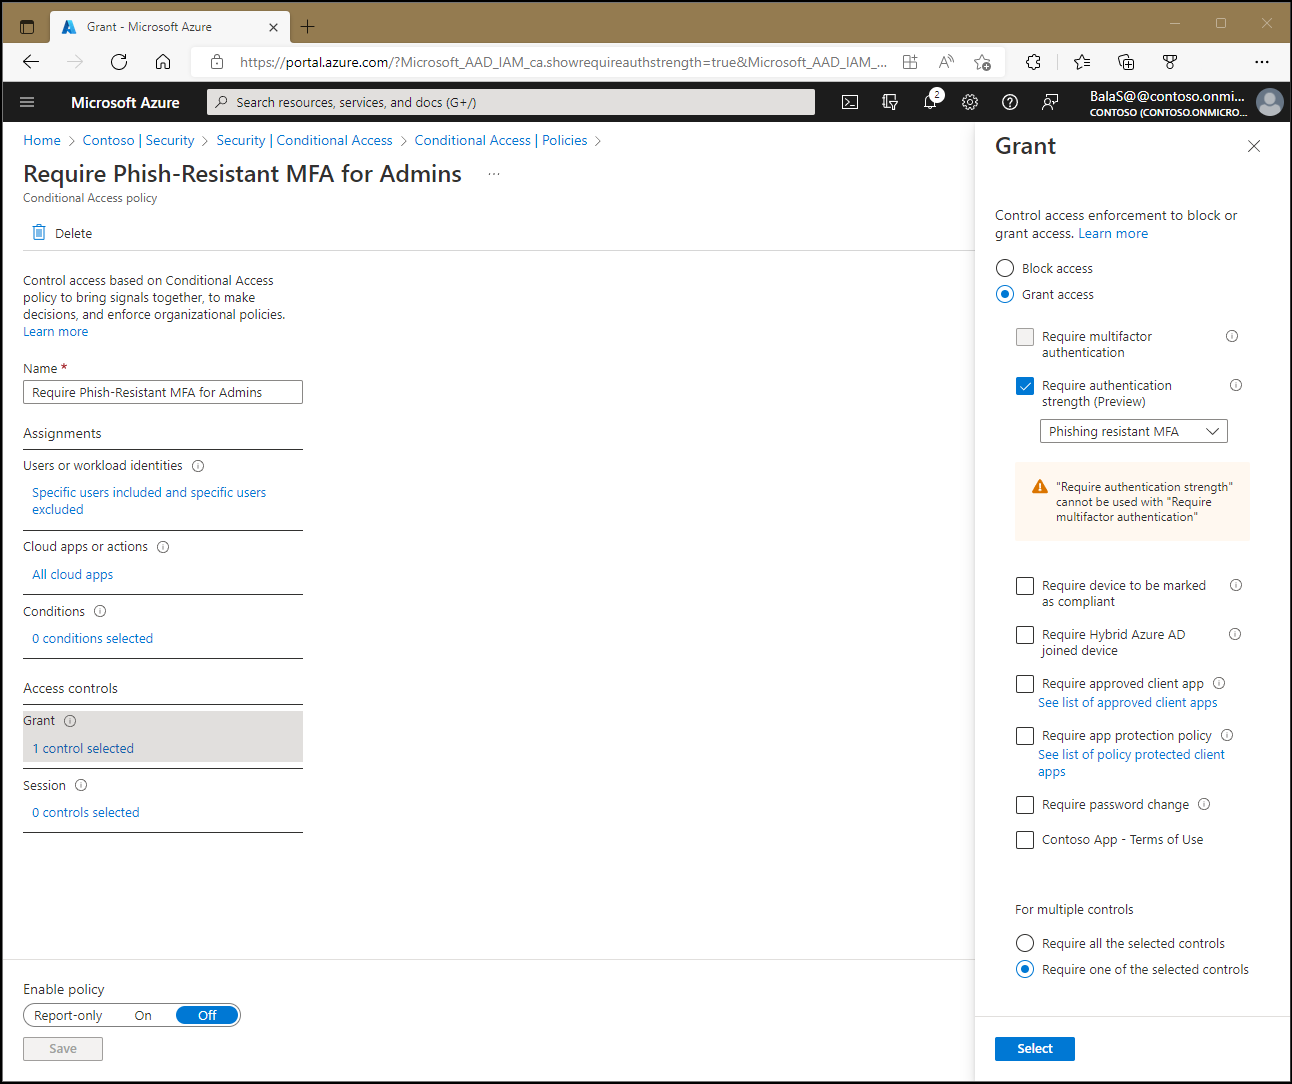 Grant - Microsoft Azure
https://portal.azure.com/?Microsoft_AAD_IAM_ca.showrequireauthstrength=true&Microsoft_AAD_IAM_...
Microsoft Azure
Search resources, services, and docs (G+/)
2
BalaS@@contoso.onmi...
CONTOSO (CONTOSO.ONMICRO...
Home > Contoso | Security > Security | Conditional Access > Conditional Access | Policies >
Require Phish-Resistant MFA for Admins ...
Conditional Access policy
Delete
Control access based on Conditional Access
policy to bring signals together, to make
decisions, and enforce organizational policies.
Learn more
Name *
Require Phish-Resistant MFA for Admins
Assignments
Users or workload identities
Specific users included and specific users
excluded
Cloud apps or actions
All cloud apps
Conditions
0 conditions selected
Access controls
Grant
1 control selected
Session
0 controls selected
Enable policy
Report-only On Off
Save
Grant
Control access enforcement to block or
grant access. Learn more
Block access
Grant access
Require multifactor
authentication
Require authentication
strength (Preview)
Phishing resistant MFA
"Require authentication strength"
cannot be used with "Require
multifactor authentication"
Require device to be marked
as compliant
Require Hybrid Azure AD
joined device
Require approved client app
See list of approved client apps
Require app protection policy
See list of policy protected client
apps
Require password change
Contoso App - Terms of Use
For multiple controls
Require all the selected controls
Require one of the selected controls
Select